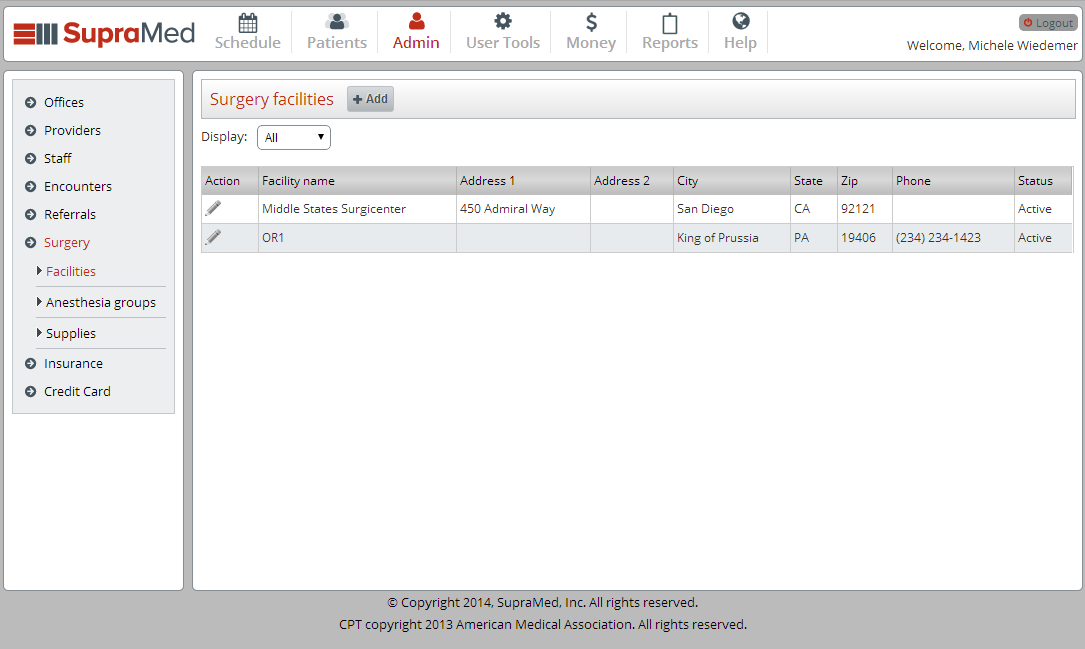 SupraMed
Schedule Patients Admin User Tools Money Reports Help
Logout
Welcome, Michele Wiedemer
Offices
Providers
Staff
Encounters
Referrals
Surgery
Facilities
Anesthesia groups
Supplies
Insurance
Credit Card
Surgery facilities + Add
Display: All
Action Facility name Address 1 Address 2 City State Zip Phone Status
Middle States Surgicenter 450 Admiral Way San Diego CA 92121 Active
OR1 King of Prussia PA 19406 (234) 234-1423 Active
© Copyright 2014, SupraMed, Inc. All rights reserved.
CPT copyright 2013 American Medical Association. All rights reserved.